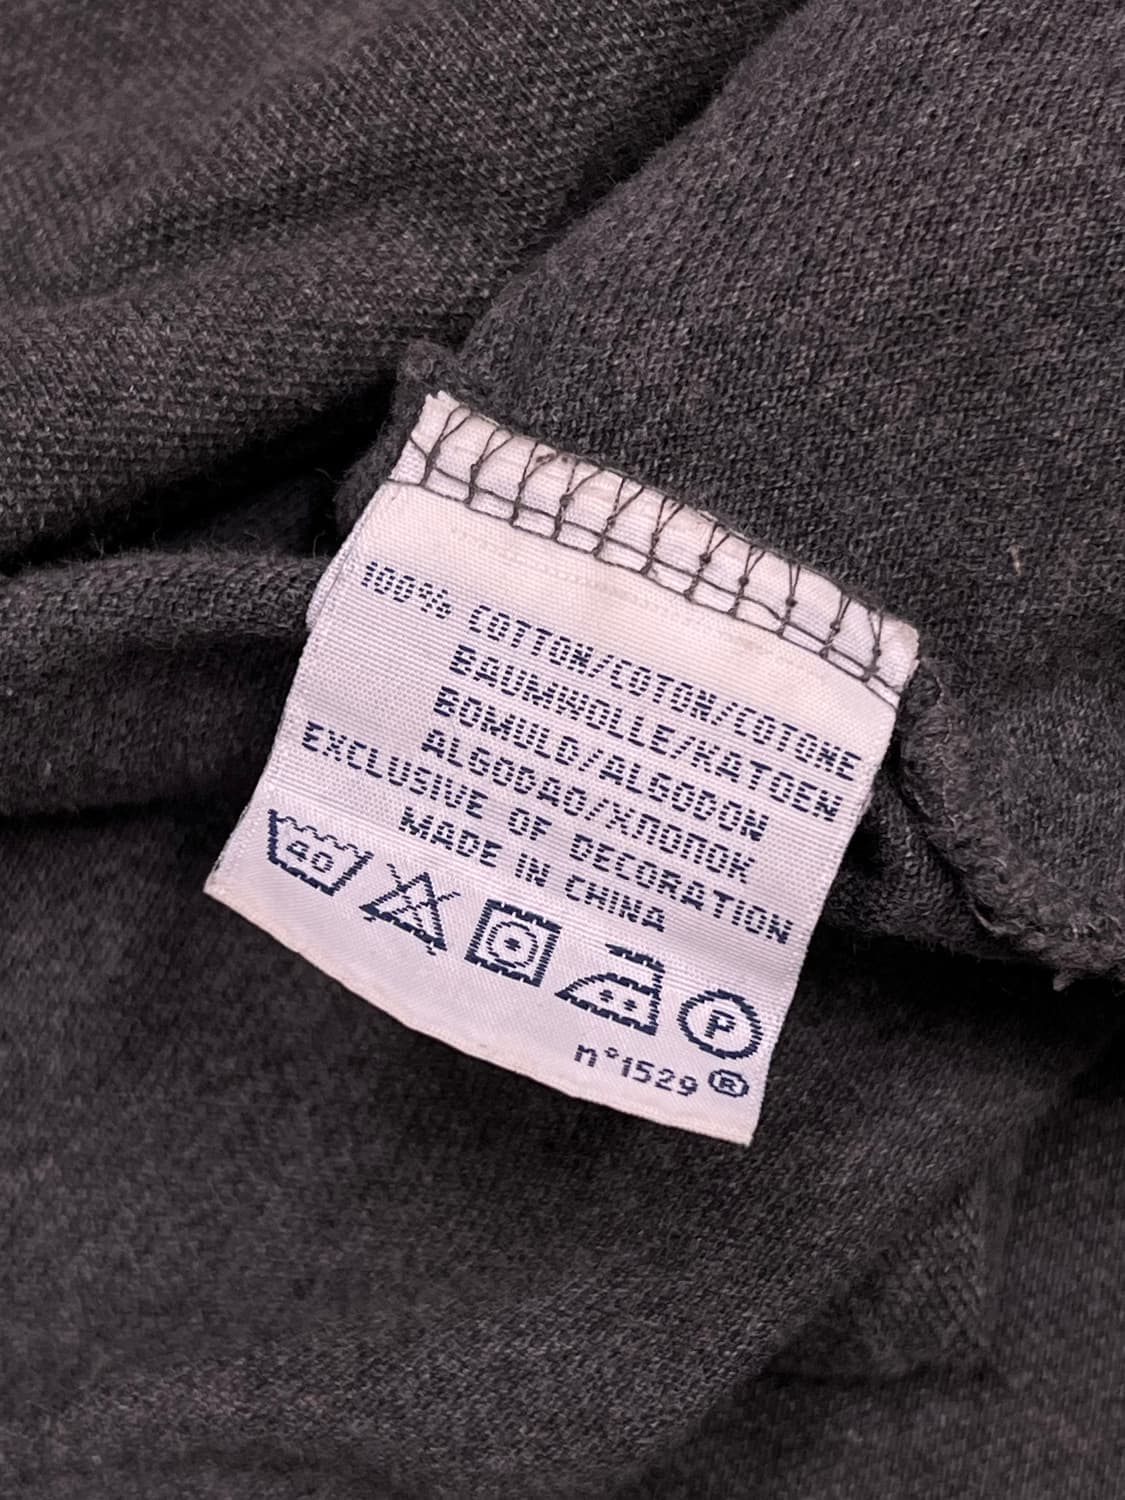 100% COTTON/COTON/COTONE
BAUMWOLLE/KATOEN
BOMULD/ALGODON
ALGODAO/ХЛОПОК
EXCLUSIVE OF DECORATION
MADE IN CHINA
40 P
n°1529 ®